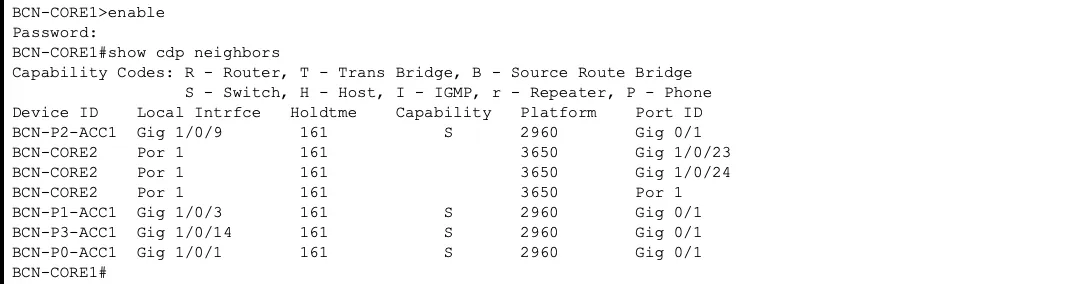 BCN-CORE1>enable
Password:
BCN-CORE1#show cdp neighbors
Capability Codes: R - Router, T - Trans Bridge, B - Source Route Bridge
                  S - Switch, H - Host, I - IGMP, r - Repeater, P - Phone
Device ID    Local Intrfce   Holdtme    Capability   Platform    Port ID
BCN-P2-ACC1  Gig 1/0/9        161            S       2960        Gig 0/1
BCN-CORE2    Por 1            161                    3650        Gig 1/0/23
BCN-CORE2    Por 1            161                    3650        Gig 1/0/24
BCN-CORE2    Por 1            161                    3650        Por 1
BCN-P1-ACC1  Gig 1/0/3        161            S       2960        Gig 0/1
BCN-P3-ACC1  Gig 1/0/14       161            S       2960        Gig 0/1
BCN-P0-ACC1  Gig 1/0/1        161            S       2960        Gig 0/1
BCN-CORE1#